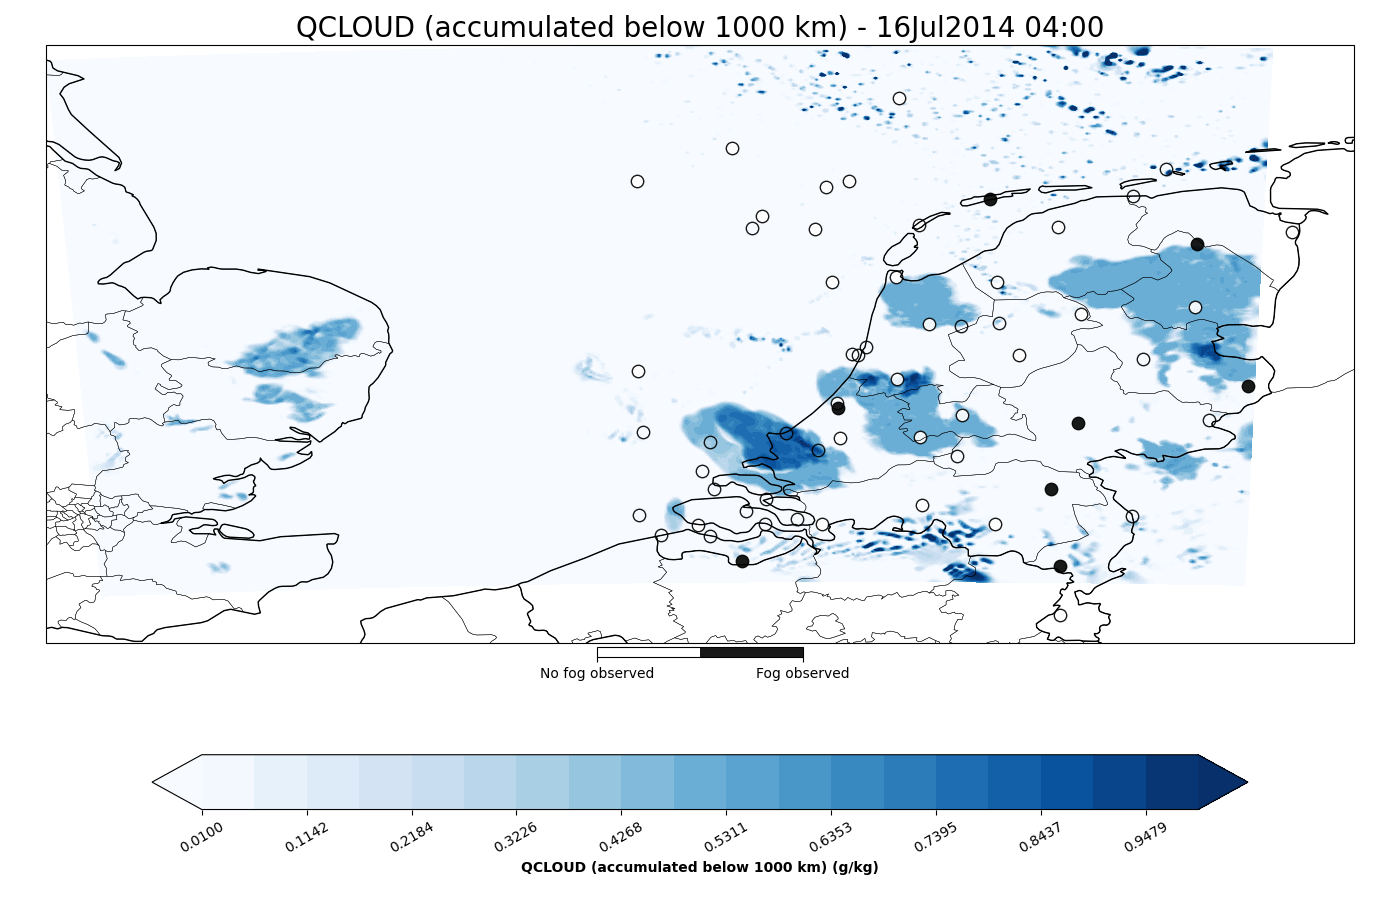 QCLOUD (accumulated below 1000 km) - 16Jul2014 04:00
No fog observed
Fog observed
0.0100
0.1142
0.2184
0.3226
0.4268
0.5311
0.6353
0.7395
0.8437
0.9479
QCLOUD (accumulated below 1000 km) (g/kg)